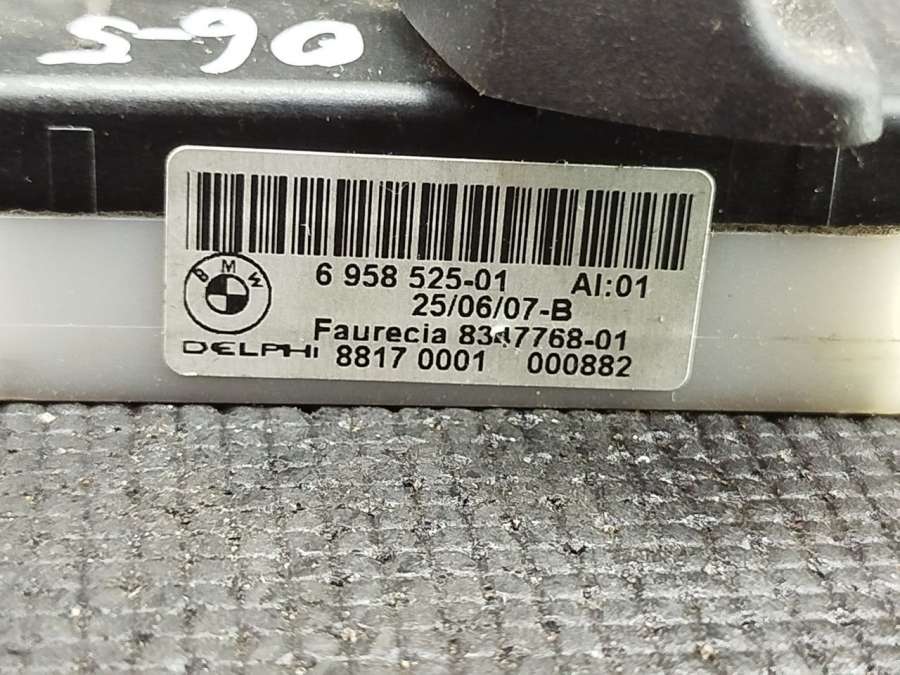 S-90
BMW
6 958 525-01 AI:01
25/06/07-B
Faurecia 8347768-01
DELPHI 8817 0001 000882